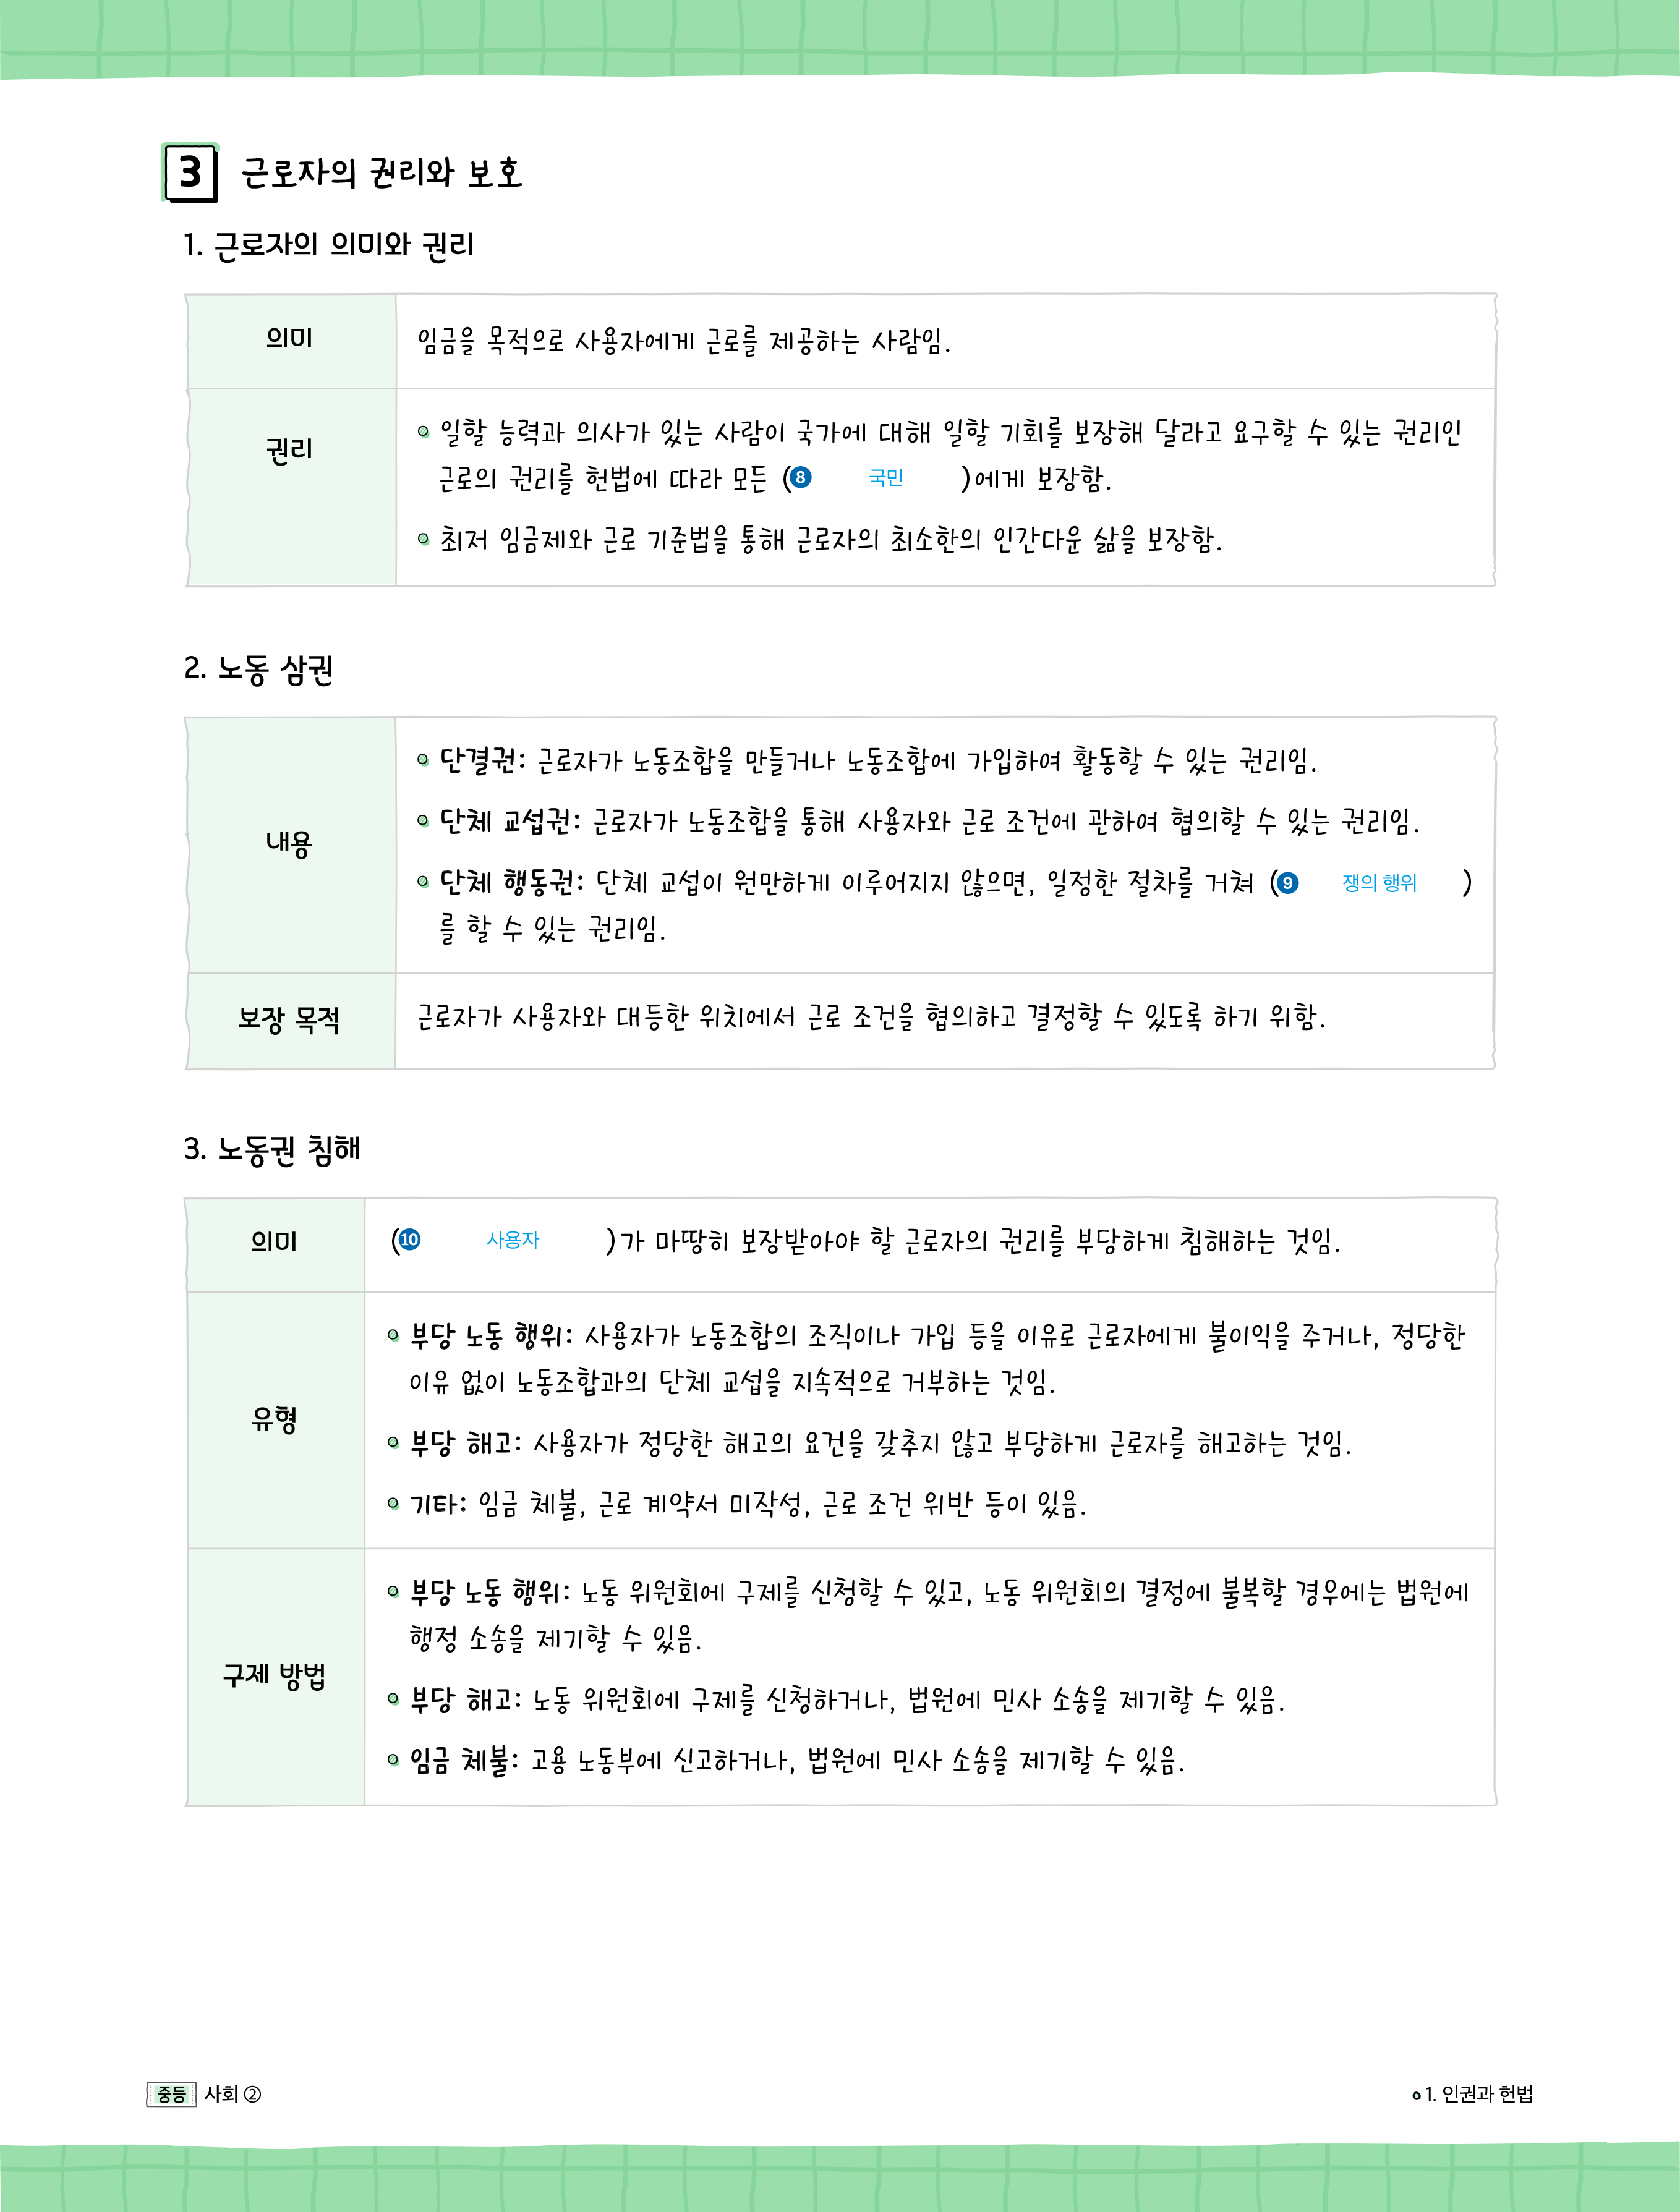 3 근로자의 권리와 보호
1. 근로자의 의미와 권리
의미
임금을 목적으로 사용자에게 근로를 제공하는 사람임.
권리
일할 능력과 의사가 있는 사람이 국가에 대해 일할 기회를 보장해 달라고 요구할 수 있는 권리인
근로의 권리를 헌법에 따라 모든 (❽ 국민 )에게 보장함.
최저 임금제와 근로 기준법을 통해 근로자의 최소한의 인간다운 삶을 보장함.
2. 노동 삼권
내용
단결권: 근로자가 노동조합을 만들거나 노동조합에 가입하여 활동할 수 있는 권리임.
단체 교섭권: 근로자가 노동조합을 통해 사용자와 근로 조건에 관하여 협의할 수 있는 권리임.
단체 행동권: 단체 교섭이 원만하게 이루어지지 않으면, 일정한 절차를 거쳐 (❾ 쟁의 행위 )
를 할 수 있는 권리임.
보장 목적
근로자가 사용자와 대등한 위치에서 근로 조건을 협의하고 결정할 수 있도록 하기 위함.
3. 노동권 침해
의미
(❿ 사용자 )가 마땅히 보장받아야 할 근로자의 권리를 부당하게 침해하는 것임.
유형
부당 노동 행위: 사용자가 노동조합의 조직이나 가입 등을 이유로 근로자에게 불이익을 주거나, 정당한
이유 없이 노동조합과의 단체 교섭을 지속적으로 거부하는 것임.
부당 해고: 사용자가 정당한 해고의 요건을 갖추지 않고 부당하게 근로자를 해고하는 것임.
기타: 임금 체불, 근로 계약서 미작성, 근로 조건 위반 등이 있음.
구제 방법
부당 노동 행위: 노동 위원회에 구제를 신청할 수 있고, 노동 위원회의 결정에 불복할 경우에는 법원에
행정 소송을 제기할 수 있음.
부당 해고: 노동 위원회에 구제를 신청하거나, 법원에 민사 소송을 제기할 수 있음.
임금 체불: 고용 노동부에 신고하거나, 법원에 민사 소송을 제기할 수 있음.
중등 사회 ②
1. 인권과 헌법